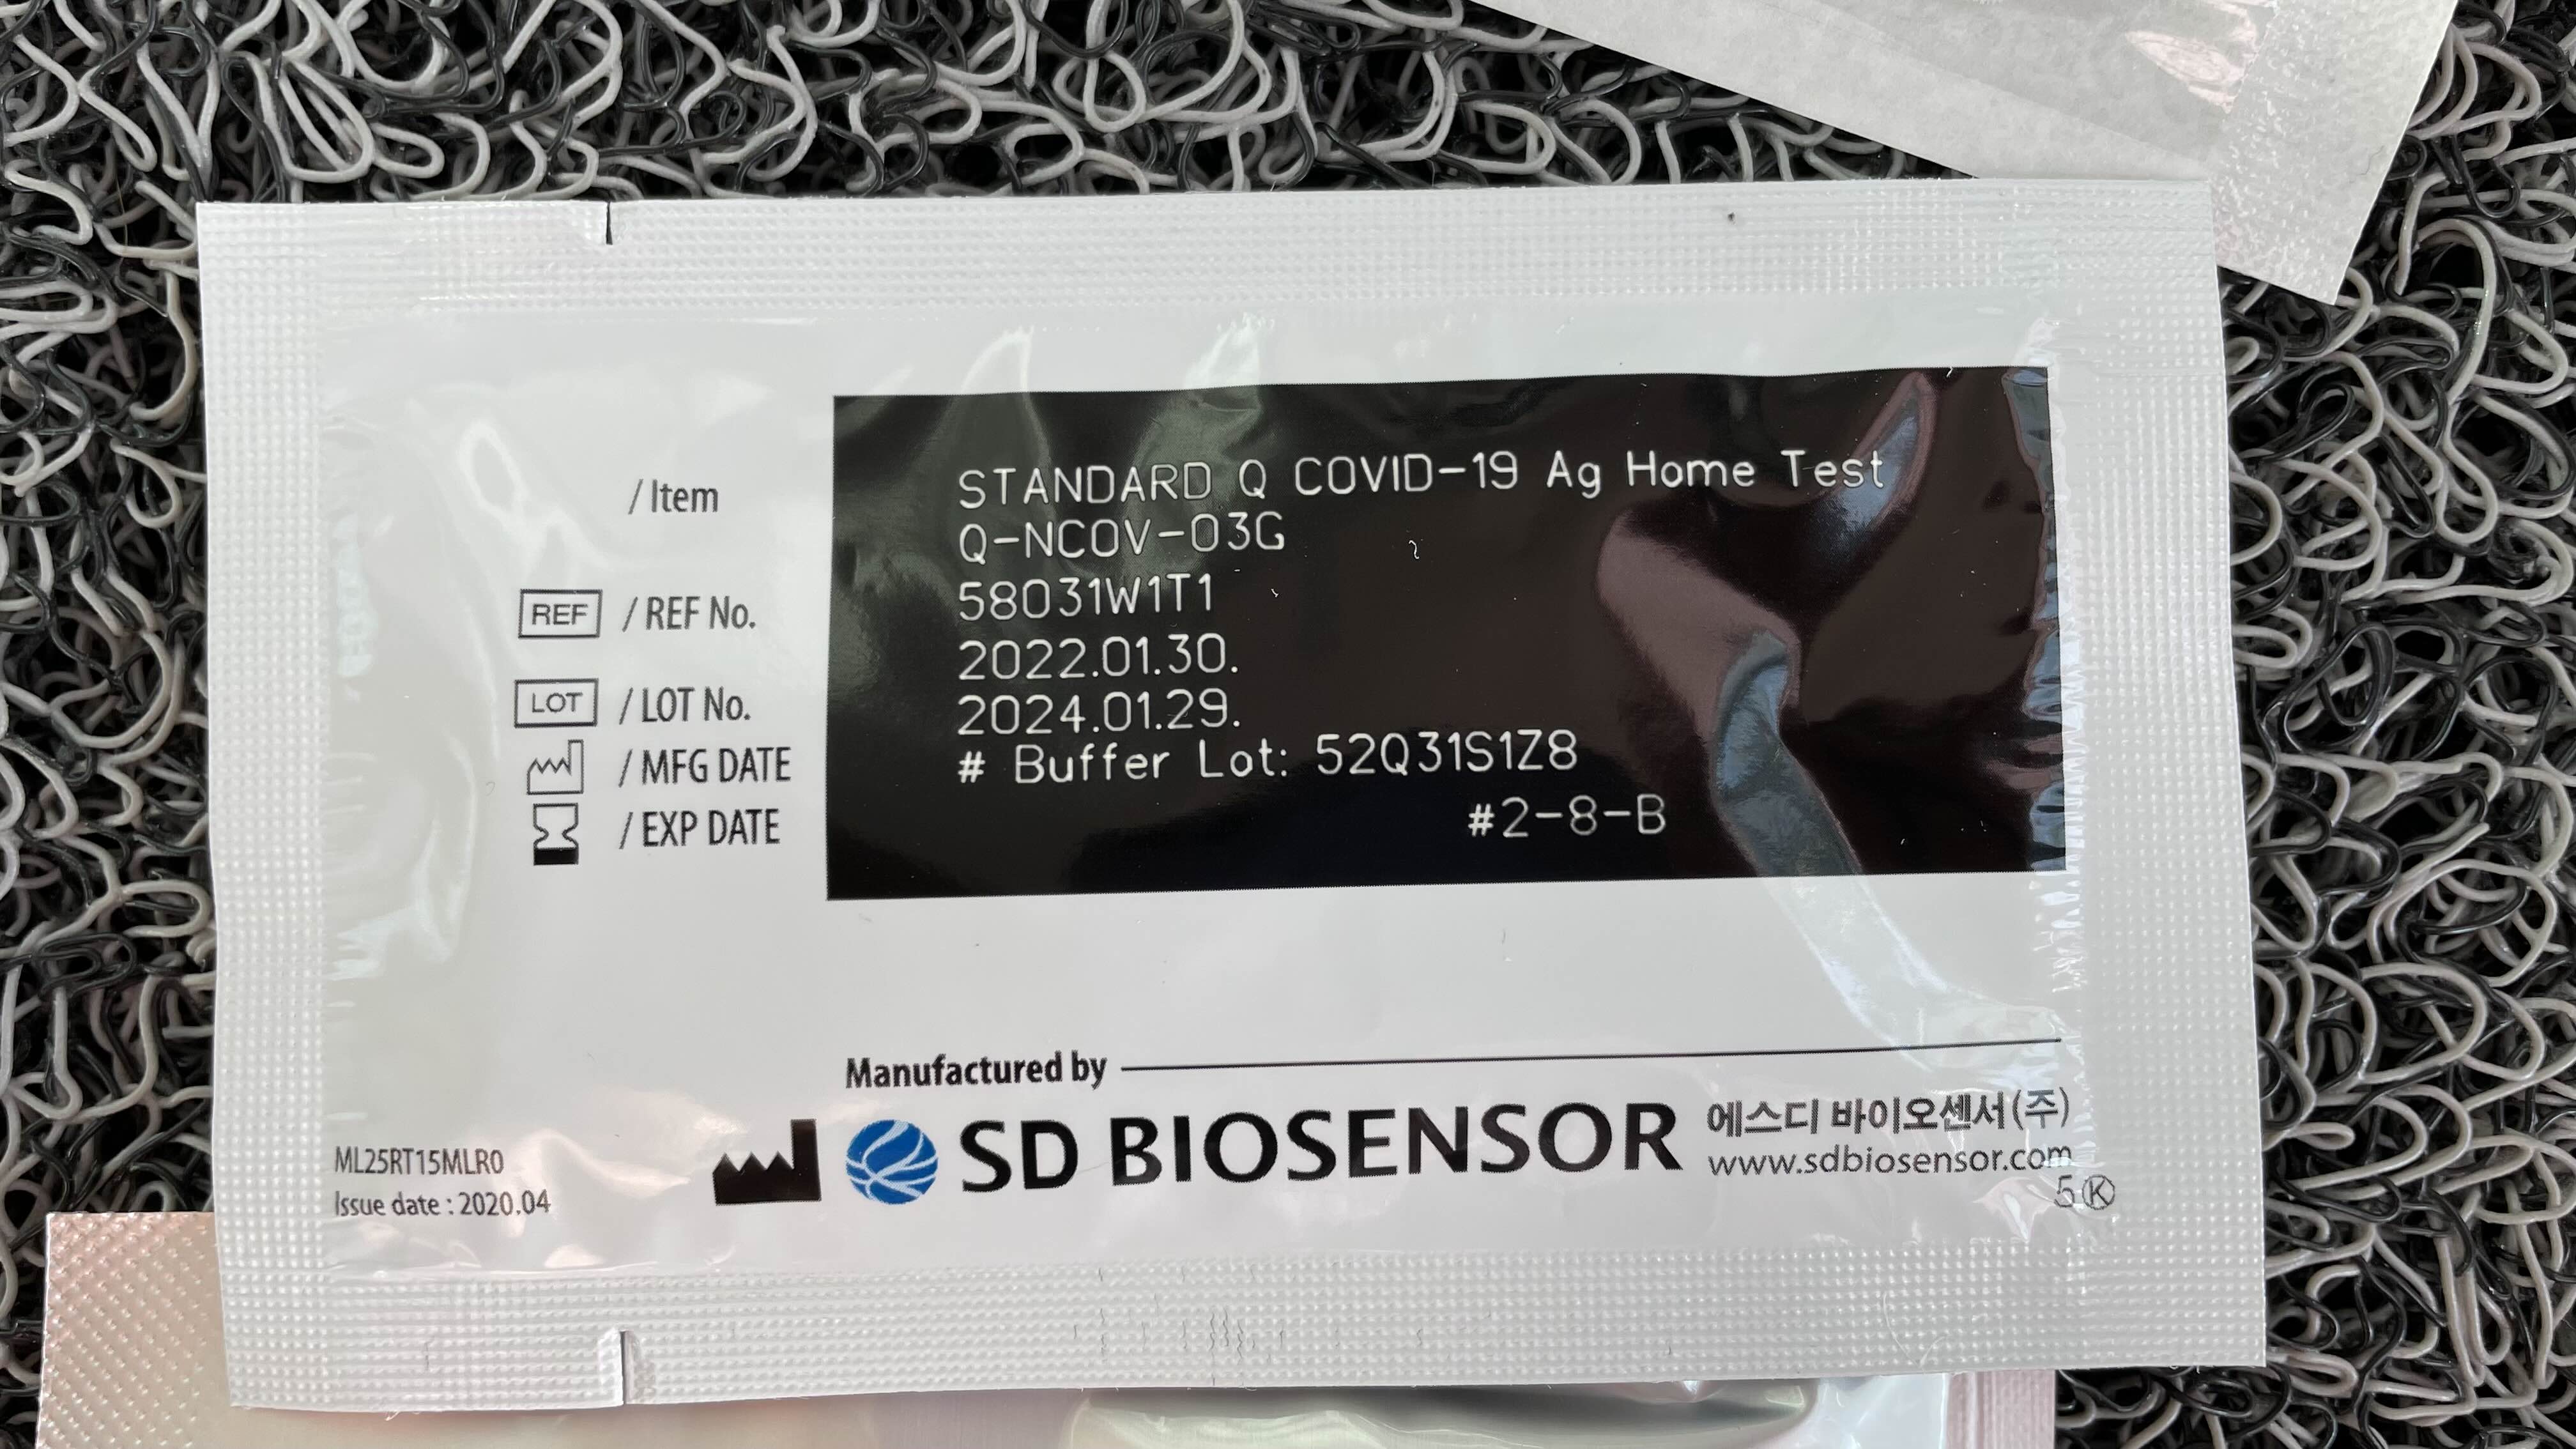 / Item
REF / REF No.
LOT / LOT No.
/ MFG DATE
/ EXP DATE
STANDARD Q COVID-19 Ag Home Test
Q-NCOV-03G
58031W1T1
2022.01.30.
2024.01.29.
# Buffer Lot: 52Q31S1Z8
#2-8-B
Manufactured by
SD BIOSENSOR
에스디 바이오센서(주)
www.sdbiosensor.com
5 Ⓚ
ML25RT15MLR0
Issue date : 2020.04